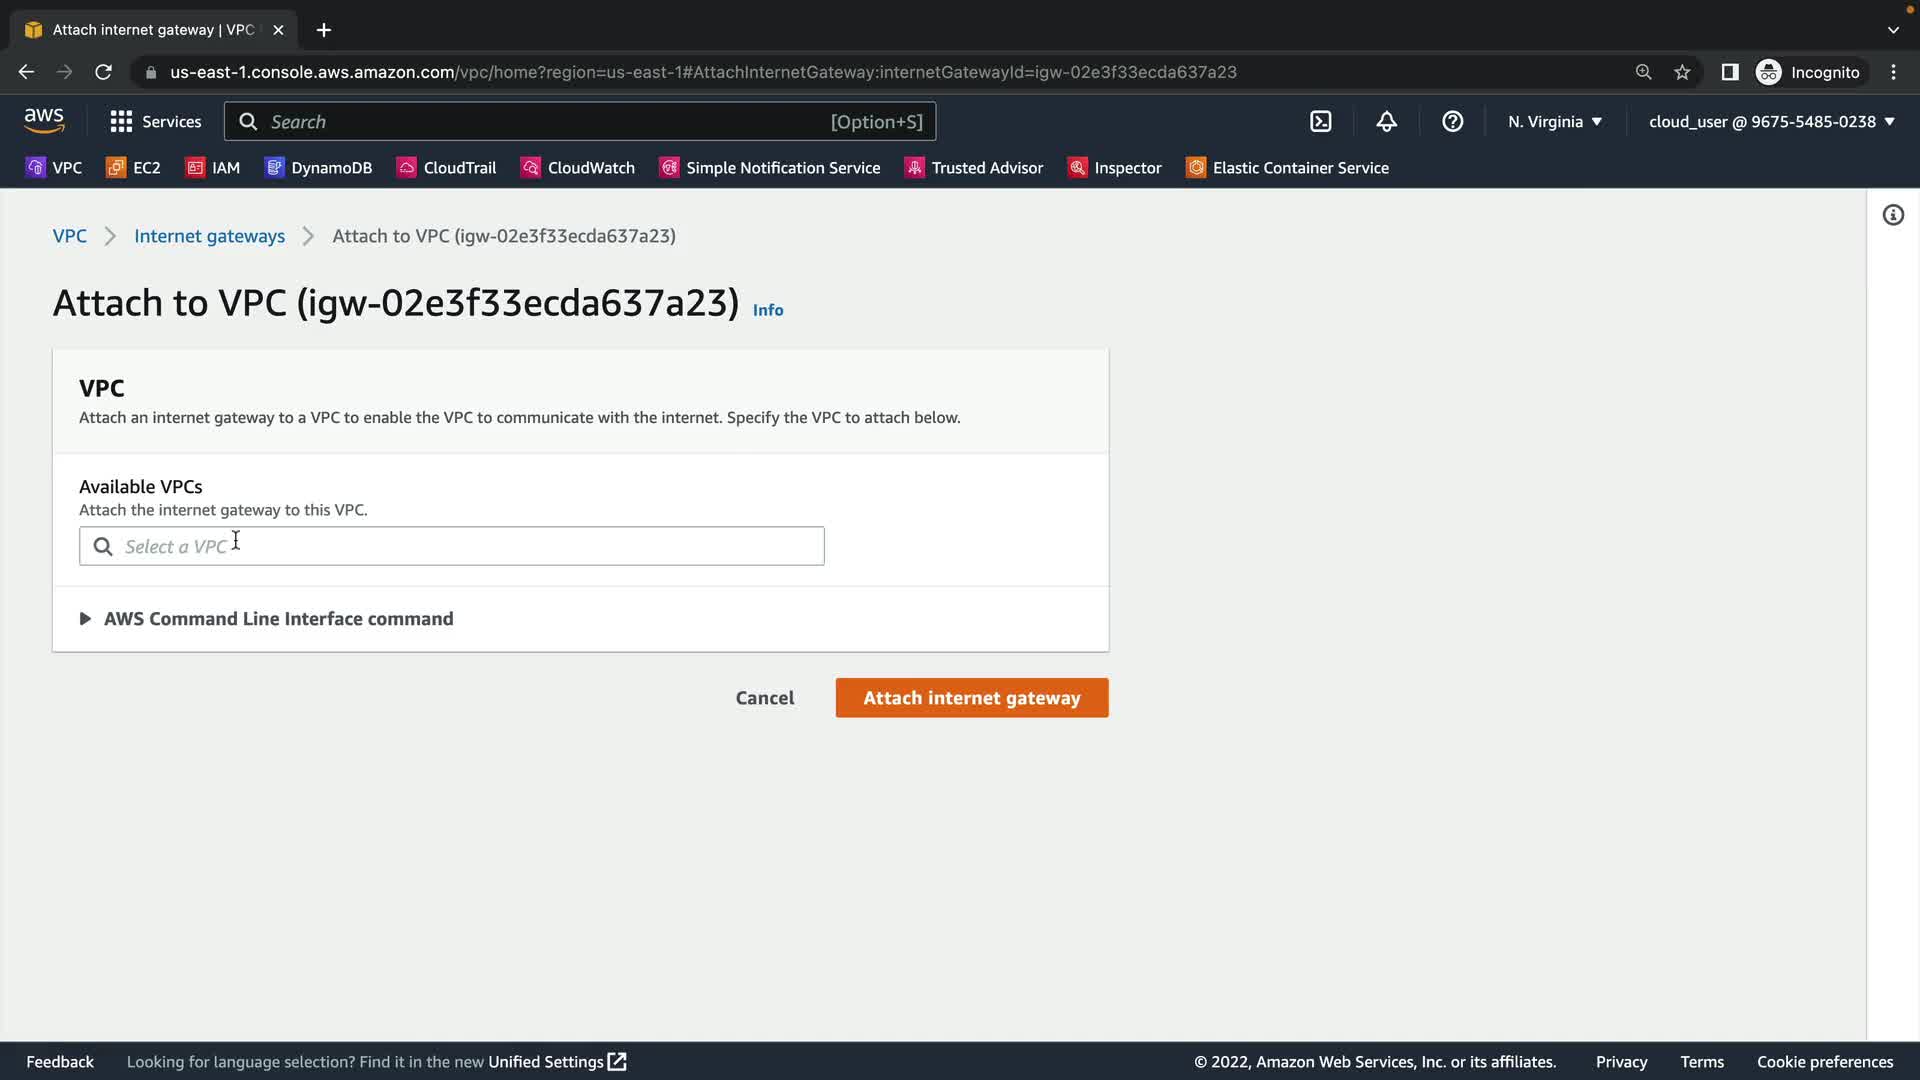 Attach internet gateway | VPC
us-east-1.console.aws.amazon.com/vpc/home?region=us-east-1#AttachInternetGateway:internetGatewayId=igw-02e3f33ecda637a23
Incognito
aws
Services
Search
[Option+S]
N. Virginia
cloud_user @ 9675-5485-0238
VPC
EC2
IAM
DynamoDB
CloudTrail
CloudWatch
Simple Notification Service
Trusted Advisor
Inspector
Elastic Container Service
VPC
Internet gateways
Attach to VPC (igw-02e3f33ecda637a23)
Attach to VPC (igw-02e3f33ecda637a23) Info
VPC
Attach an internet gateway to a VPC to enable the VPC to communicate with the internet. Specify the VPC to attach below.
Available VPCs
Attach the internet gateway to this VPC.
Select a VPC
AWS Command Line Interface command
Cancel
Attach internet gateway
Feedback
Looking for language selection? Find it in the new Unified Settings
© 2022, Amazon Web Services, Inc. or its affiliates.
Privacy
Terms
Cookie preferences